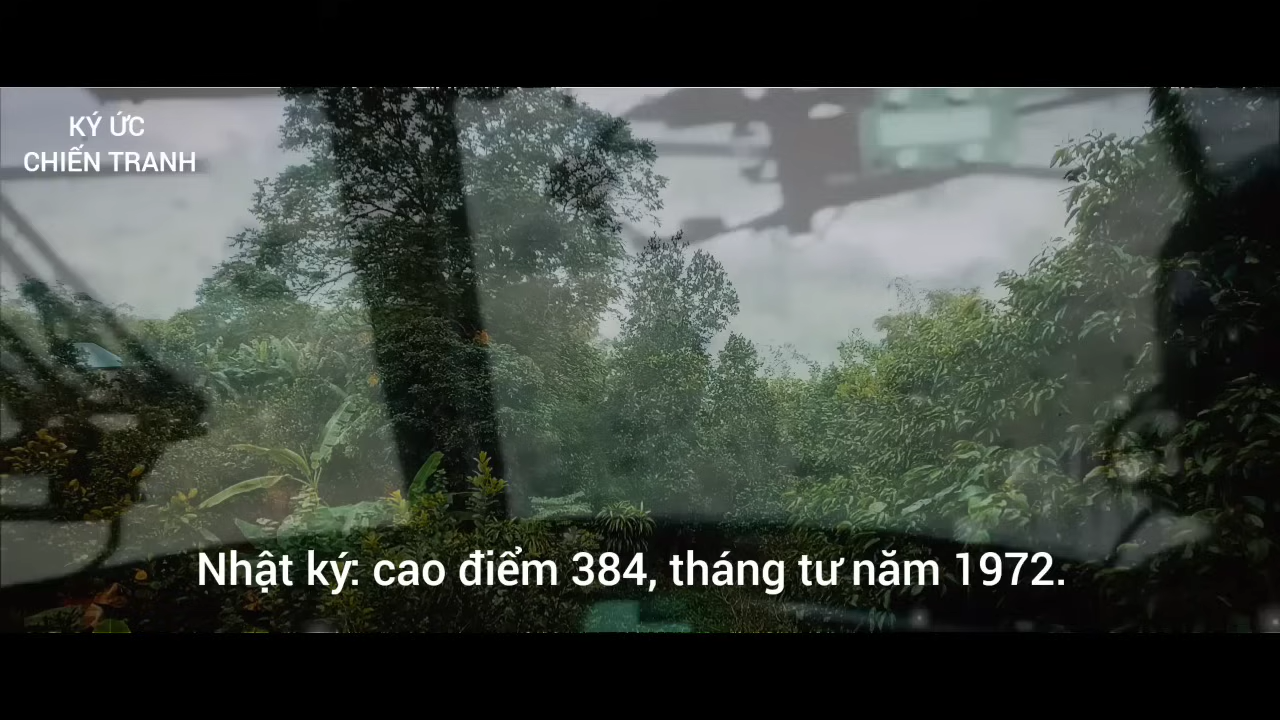 KÝ ỨC
CHIẾN TRANH
Nhật ký: cao điểm 384, tháng tư năm 1972.